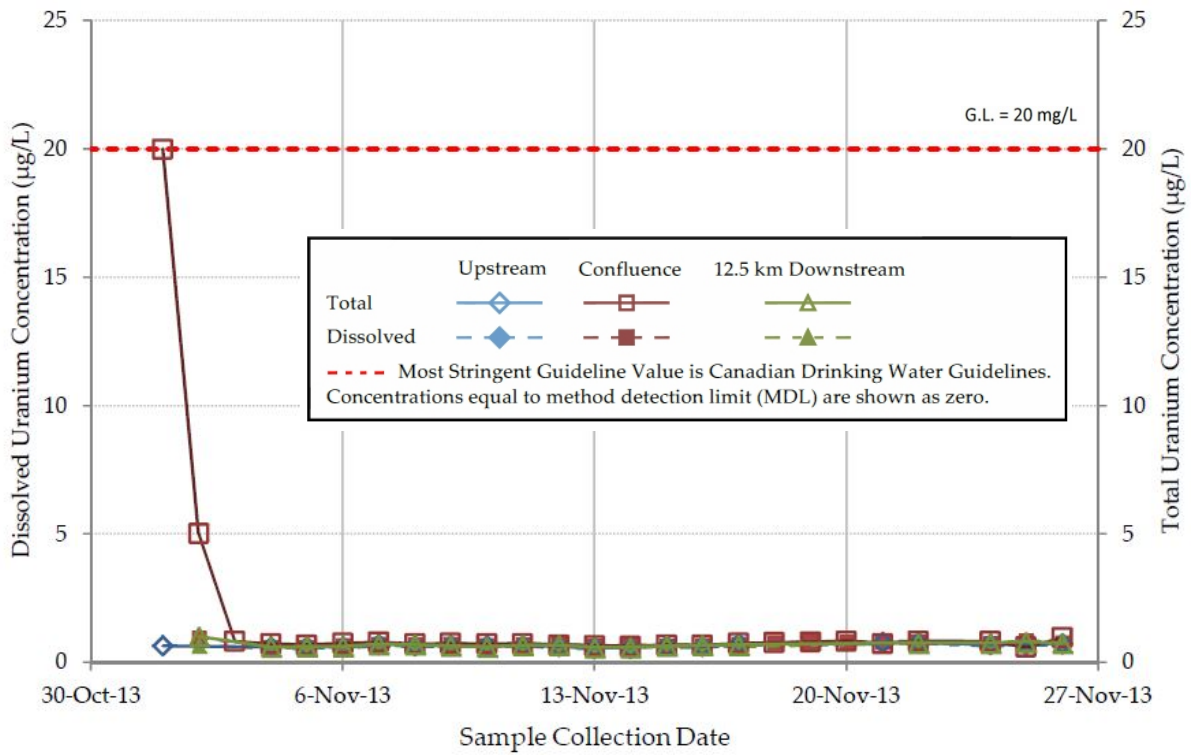 25
20
15
10
5
0
Dissolved Uranium Concentration (µg/L)
G.L. = 20 mg/L
Upstream Confluence 12.5 km Downstream
Total
Dissolved
Most Stringent Guideline Value is Canadian Drinking Water Guidelines.
Concentrations equal to method detection limit (MDL) are shown as zero.
25
20
15
10
5
0
Total Uranium Concentration (µg/L)
30-Oct-13 6-Nov-13 13-Nov-13 20-Nov-13 27-Nov-13
Sample Collection Date